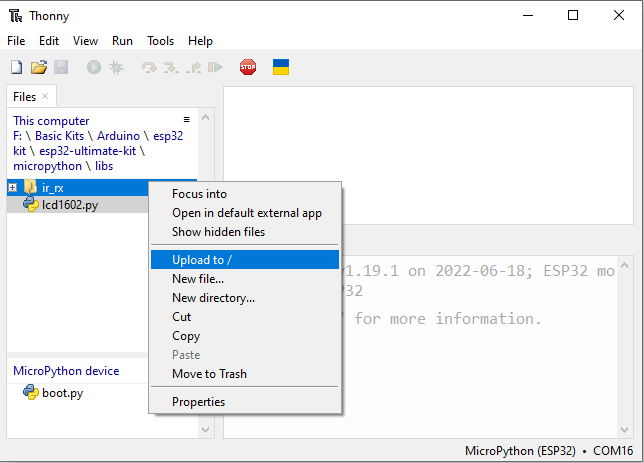 Thonny
File Edit View Run Tools Help
STOP
Files
This computer
F: \ Basic Kits \ Arduino \ esp32
kit \ esp32-ultimate-kit \
micropython \ libs
ir_rx
lcd1602.py
Focus into
Open in default external app
Show hidden files
Upload to /
New file...
New directory...
Cut
Copy
Paste
Move to Trash
Properties
1.19.1 on 2022-06-18; ESP32 mo
32
for more information.
MicroPython device
boot.py
MicroPython (ESP32) • COM16